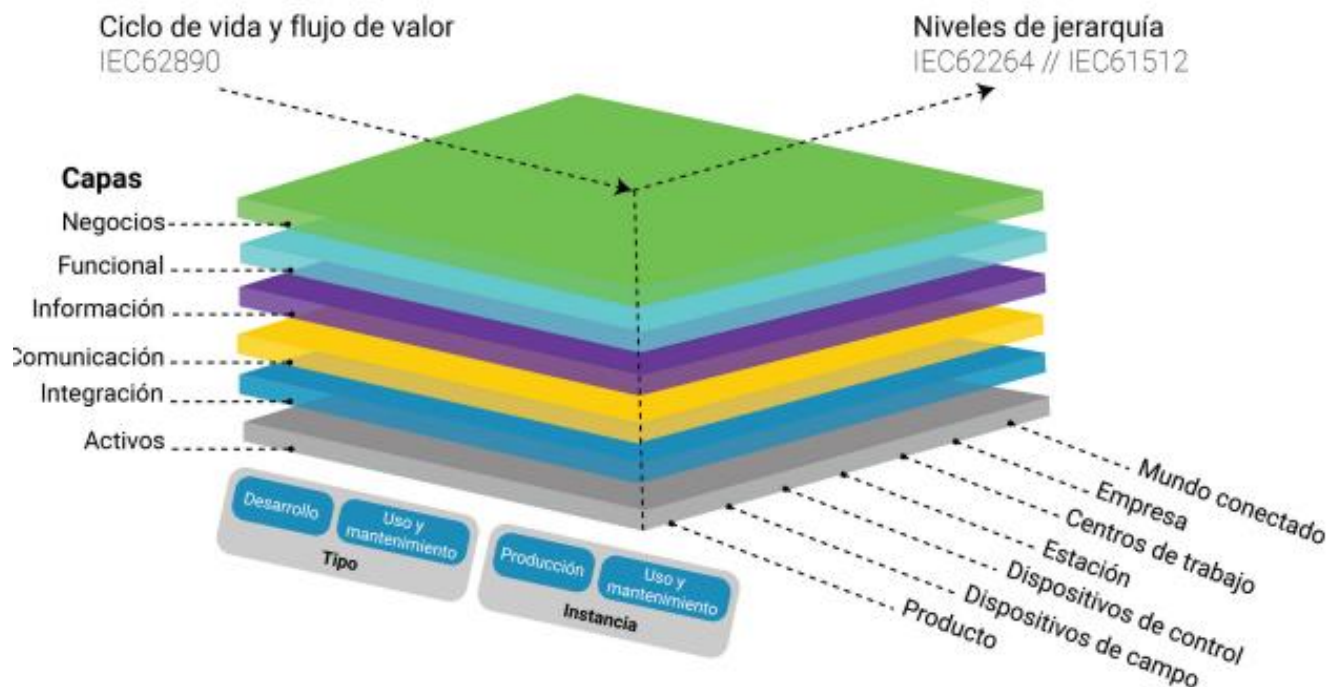 Ciclo de vida y flujo de valor
IEC62890
Niveles de jerarquía
IEC62264 // IEC61512
Capas
Negocios
Funcional
Información
Comunicación
Integración
Activos
Desarrollo
Uso y
mantenimiento
Tipo
Producción
Uso y
mantenimiento
Instancia
Mundo conectado
Empresa
Centros de trabajo
Estación
Dispositivos de control
Dispositivos de campo
Producto